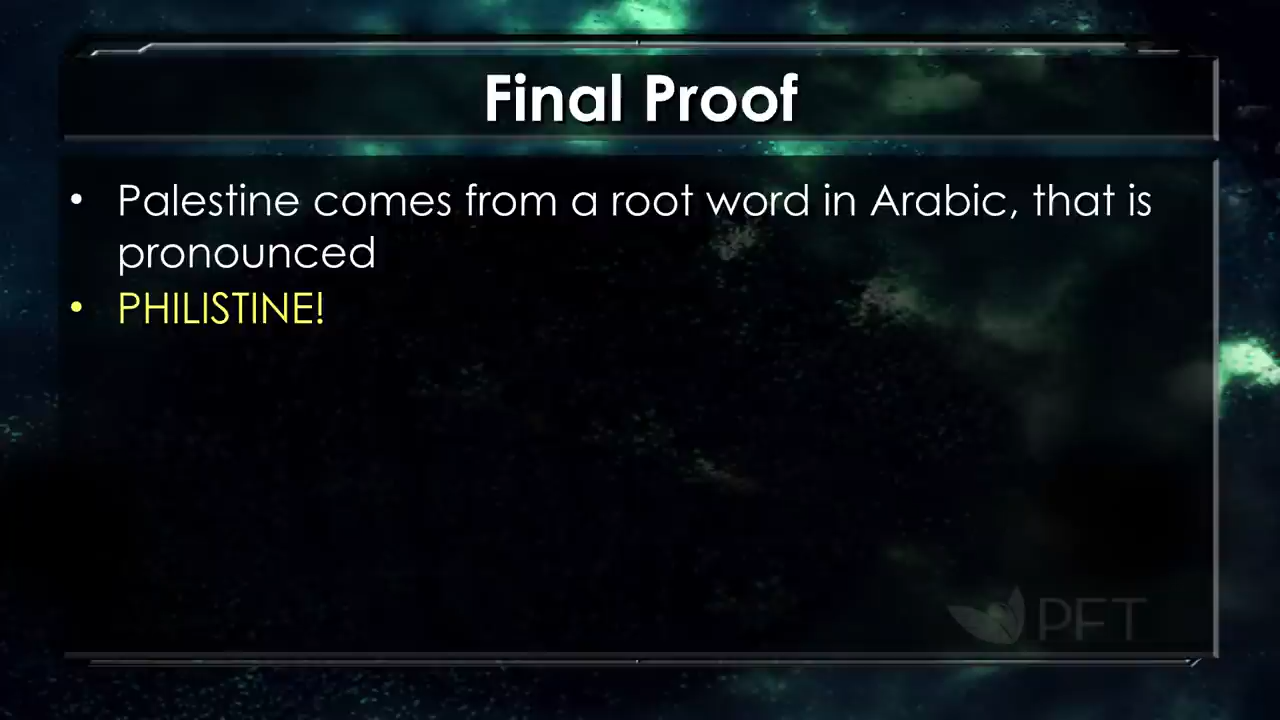 Final Proof
• Palestine comes from a root word in Arabic, that is
pronounced
• PHILISTINE!
PFT